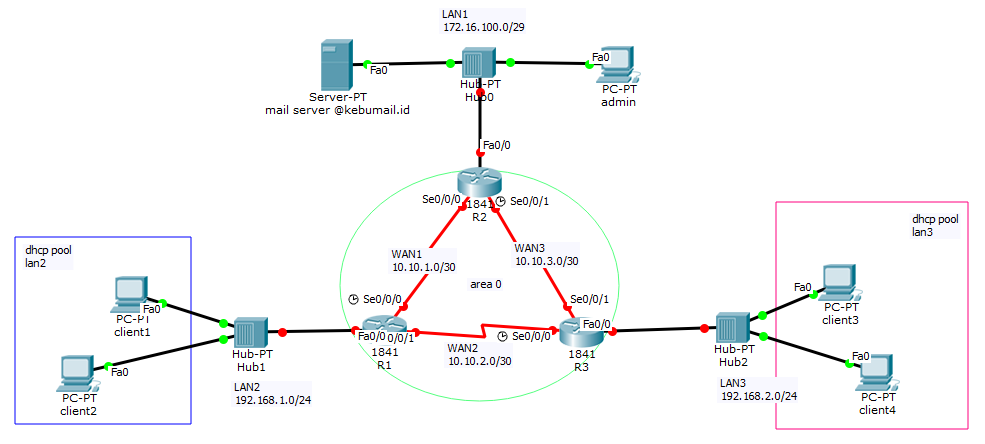 LAN1
172.16.100.0/29
Fa0
Fa0
Server-PT
mail server @kebumail.id
Hub-PT
Hub0
PC-PT
admin
Fa0/0
Se0/0/0
Se0/0/1
1841
R2
WAN1
10.10.1.0/30
WAN3
10.10.3.0/30
area 0
dhcp pool
lan2
dhcp pool
lan3
Fa0
PC-PT
client1
Fa0
PC-PT
client2
Hub-PT
Hub1
LAN2
192.168.1.0/24
Se0/0/0
Fa0/0
0/0/1
1841
R1
WAN2
10.10.2.0/30
Se0/0/1
Se0/0/0
Fa0/0
1841
R3
Hub-PT
Hub2
LAN3
192.168.2.0/24
Fa0
PC-PT
client3
Fa0
PC-PT
client4